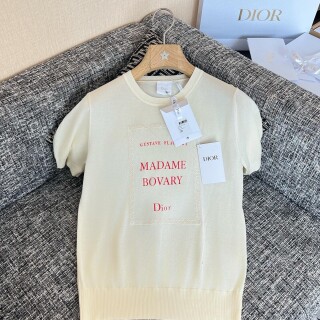 DIOR
GUSTAVE FLAUBERT
MADAME
BOVARY
Dior
DIOR